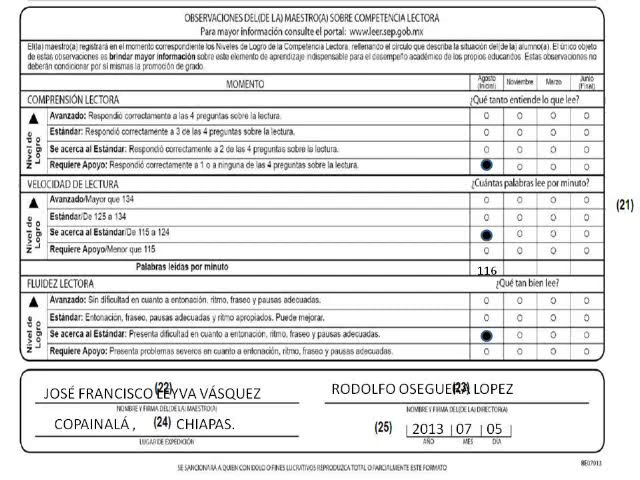 OBSERVACIONES DEL(DE LA) MAESTRO(A) SOBRE COMPETENCIA LECTORA
Para mayor información consulte el portal: www.leer.sep.gob.mx
El(la) maestro(a) registrará en el momento correspondiente los Niveles de Logro de la Competencia Lectora, rellenando el círculo que describa la situación del(de la) alumno(a). El único objeto
de estas observaciones es brindar mayor información sobre este elemento de aprendizaje indispensable para el desempeño académico de los propios educandos. Estas observaciones no
deberán condicionar por sí mismas la promoción de grado.
MOMENTO Agosto (Inicial) Noviembre Marzo Junio (Final)
COMPRENSIÓN LECTORA ¿Qué tanto entiende lo que lee?
Nivel de Logro
Avanzado: Respondió correctamente a las 4 preguntas sobre la lectura.
Estándar: Respondió correctamente a 3 de las 4 preguntas sobre la lectura.
Se acerca al Estándar: Respondió correctamente a 2 de las 4 preguntas sobre la lectura.
Requiere Apoyo: Respondió correctamente a 1 o a ninguna de las 4 preguntas sobre la lectura.
VELOCIDAD DE LECTURA ¿Cuántas palabras lee por minuto?
Nivel de Logro
Avanzado/Mayor que 134
(21)
Estándar/De 125 a 134
Se acerca al Estándar/De 115 a 124
Requiere Apoyo/Menor que 115
Palabras leídas por minuto 116
FLUIDEZ LECTORA ¿Qué tan bien lee?
Nivel de Logro
Avanzado: Sin dificultad en cuanto a entonación, ritmo, fraseo y pausas adecuadas.
Estándar: Entonación, fraseo, pausas adecuadas y ritmo apropiados. Puede mejorar.
Se acerca al Estándar: Presenta dificultad en cuanto a entonación, ritmo, fraseo y pausas adecuadas.
Requiere Apoyo: Presenta problemas severos en cuanto a entonación, ritmo, fraseo y pausas adecuadas.
(22) (23)
JOSÉ FRANCISCO LEYVA VÁSQUEZ RODOLFO OSEGUERA LOPEZ
NOMBRE Y FIRMA DEL(DE LA) MAESTRO(A) NOMBRE Y FIRMA DEL(DE LA) DIRECTOR(A)
COPAINALÁ , (24) CHIAPAS. (25) 2013 07 05
LUGAR DE EXPEDICIÓN AÑO MES DÍA
SE SANCIONARÁ A QUIEN CON DOLO O FINES LUCRATIVOS REPRODUZCA TOTAL O PARCIALMENTE ESTE FORMATO